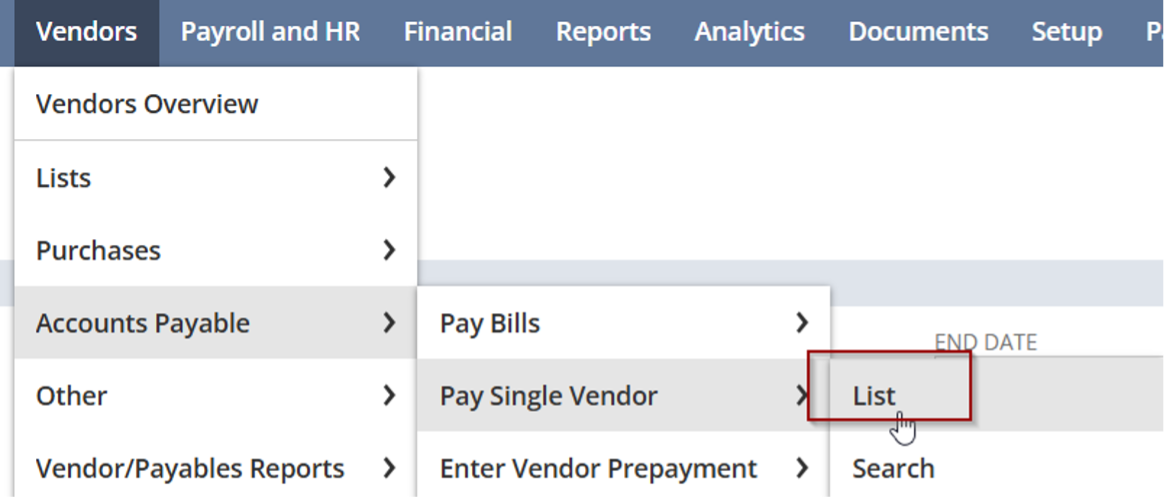 Vendors Payroll and HR Financial Reports Analytics Documents Setup
Vendors Overview
Lists
Purchases
Accounts Payable
Other
Vendor/Payables Reports
Pay Bills
Pay Single Vendor
Enter Vendor Prepayment
END DATE
List
Search